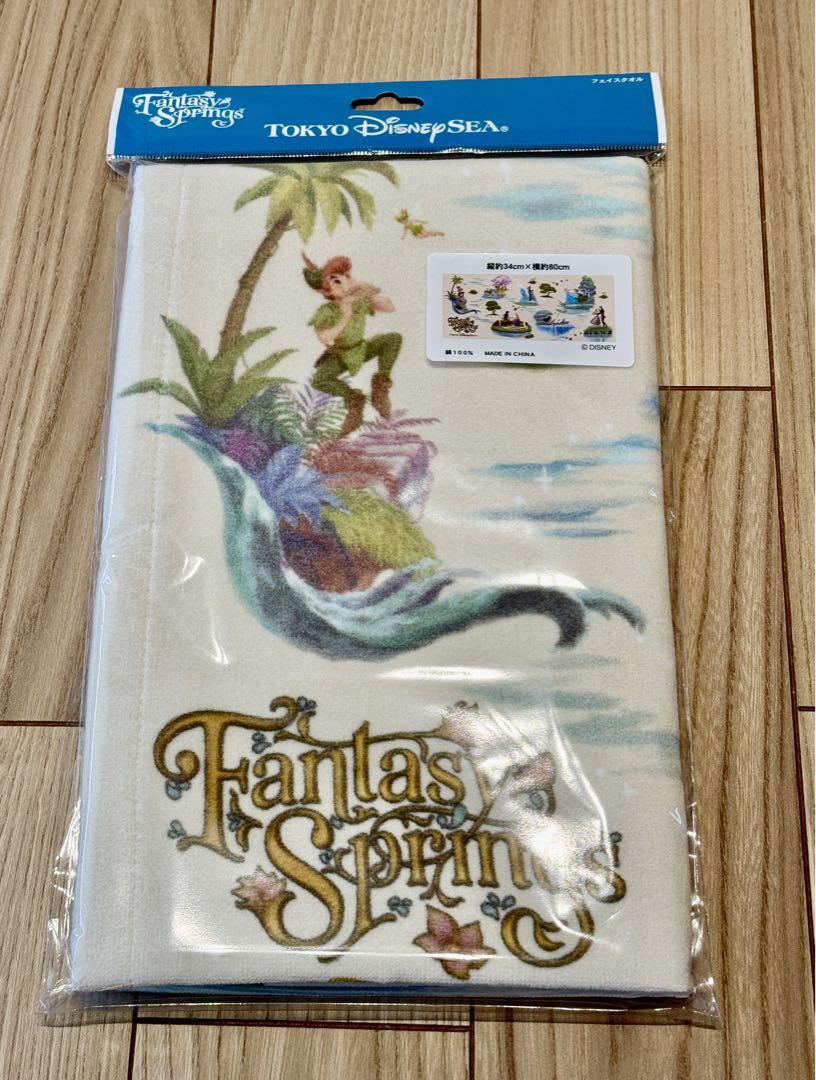 フェイスタオル
Fantasy
Springs
TOKYO DISNEYSEA®
縦約34cm×横約80cm
綿100% MADE IN CHINA
©DISNEY
Fantasy
Springs